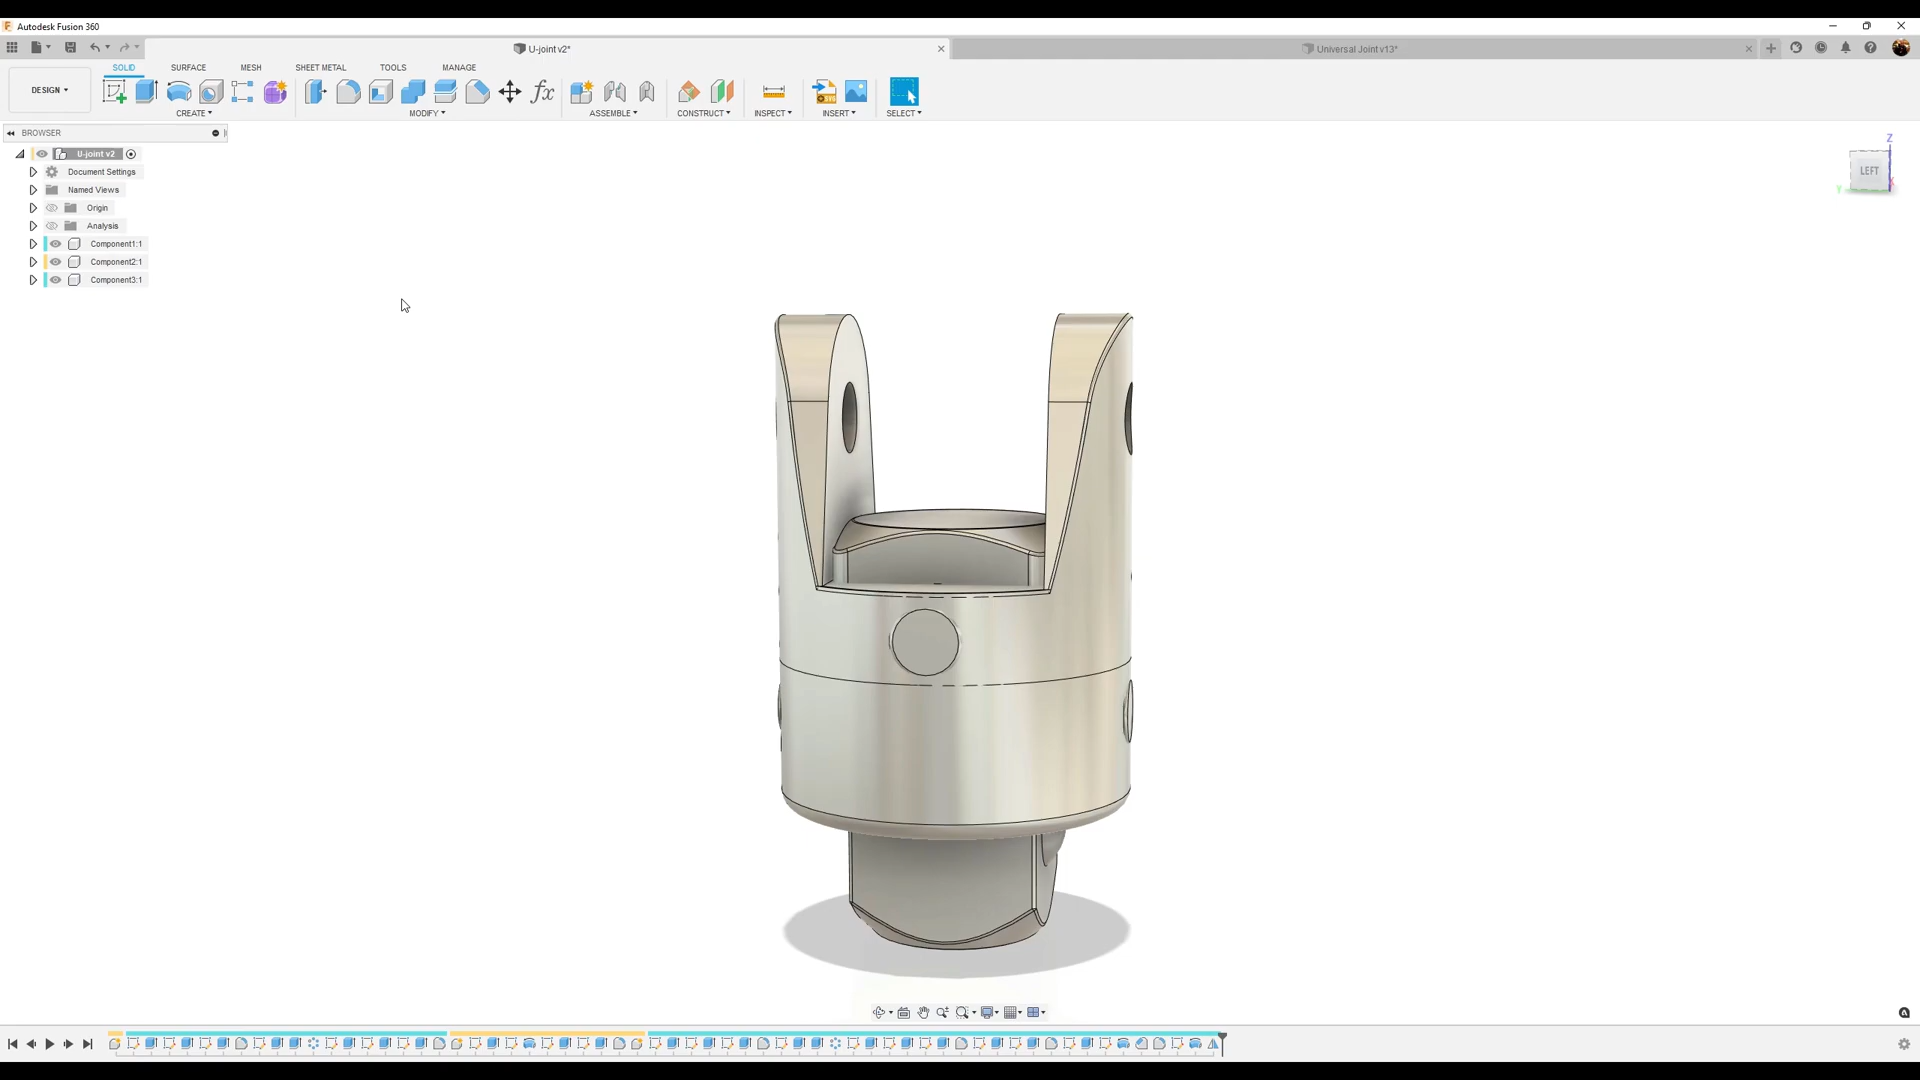 Autodesk Fusion 360
U-joint v2*
Universal Joint v13*
SOLID SURFACE MESH SHEET METAL TOOLS MANAGE
DESIGN
CREATE MODIFY ASSEMBLE CONSTRUCT INSPECT INSERT SELECT
BROWSER
U-joint v2
Document Settings
Named Views
Origin
Analysis
Component1:1
Component2:1
Component3:1
Z
LEFT
Y
X